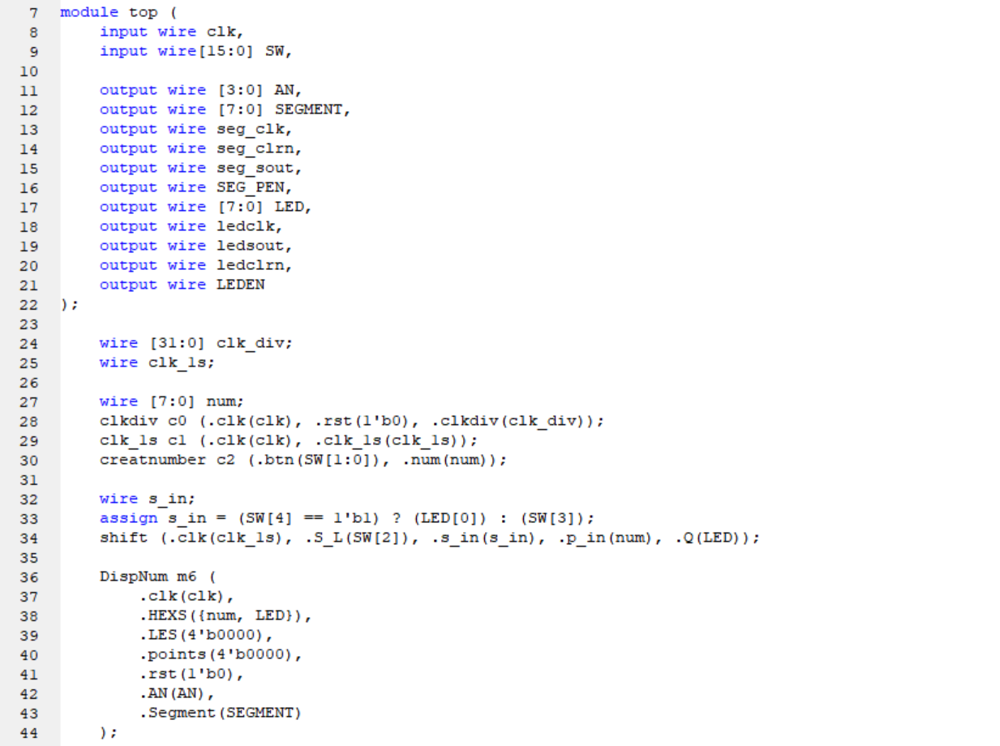 7 module top (
8 input wire clk,
9 input wire[15:0] SW,
10
11 output wire [3:0] AN,
12 output wire [7:0] SEGMENT,
13 output wire seg_clk,
14 output wire seg_clrn,
15 output wire seg_sout,
16 output wire SEG_PEN,
17 output wire [7:0] LED,
18 output wire ledclk,
19 output wire ledsout,
20 output wire ledclrn,
21 output wire LEDEN
22 );
23
24 wire [31:0] clk_div;
25 wire clk_1s;
26
27 wire [7:0] num;
28 clkdiv c0 (.clk(clk), .rst(1'b0), .clkdiv(clk_div));
29 clk_1s c1 (.clk(clk), .clk_1s(clk_1s));
30 creatnumber c2 (.btn(SW[1:0]), .num(num));
31
32 wire s_in;
33 assign s_in = (SW[4] == 1'b1) ? (LED[0]) : (SW[3]);
34 shift (.clk(clk_1s), .S_L(SW[2]), .s_in(s_in), .p_in(num), .Q(LED));
35
36 DispNum m6 (
37 .clk(clk),
38 .HEXS({num, LED}),
39 .LES(4'b0000),
40 .points(4'b0000),
41 .rst(1'b0),
42 .AN(AN),
43 .Segment(SEGMENT)
44 );